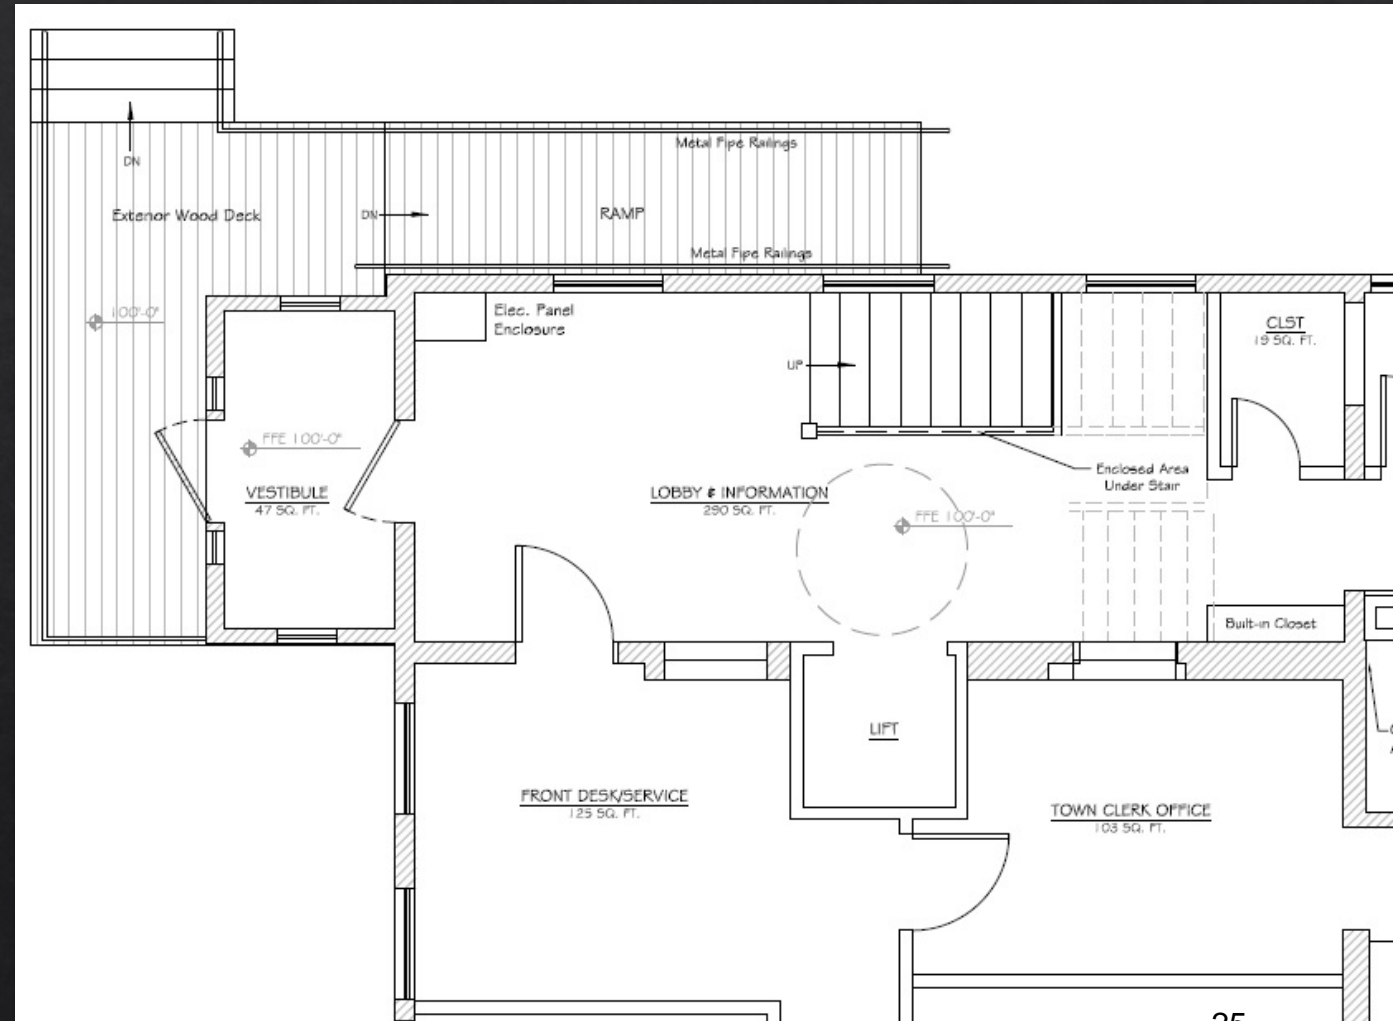 Metal Pipe Railings
DN
Exterior Wood Deck
DN
RAMP
Metal Pipe Railings
100'-0"
Elec. Panel
Enclosure
CLST
19 SQ. FT.
UP
FFE 100'-0"
VESTIBULE
47 SQ. FT.
LOBBY & INFORMATION
290 SQ. FT.
Enclosed Area
Under Stair
FFE 100'-0"
Built-in Closet
LIFT
FRONT DESK/SERVICE
125 SQ. FT.
TOWN CLERK OFFICE
103 SQ. FT.